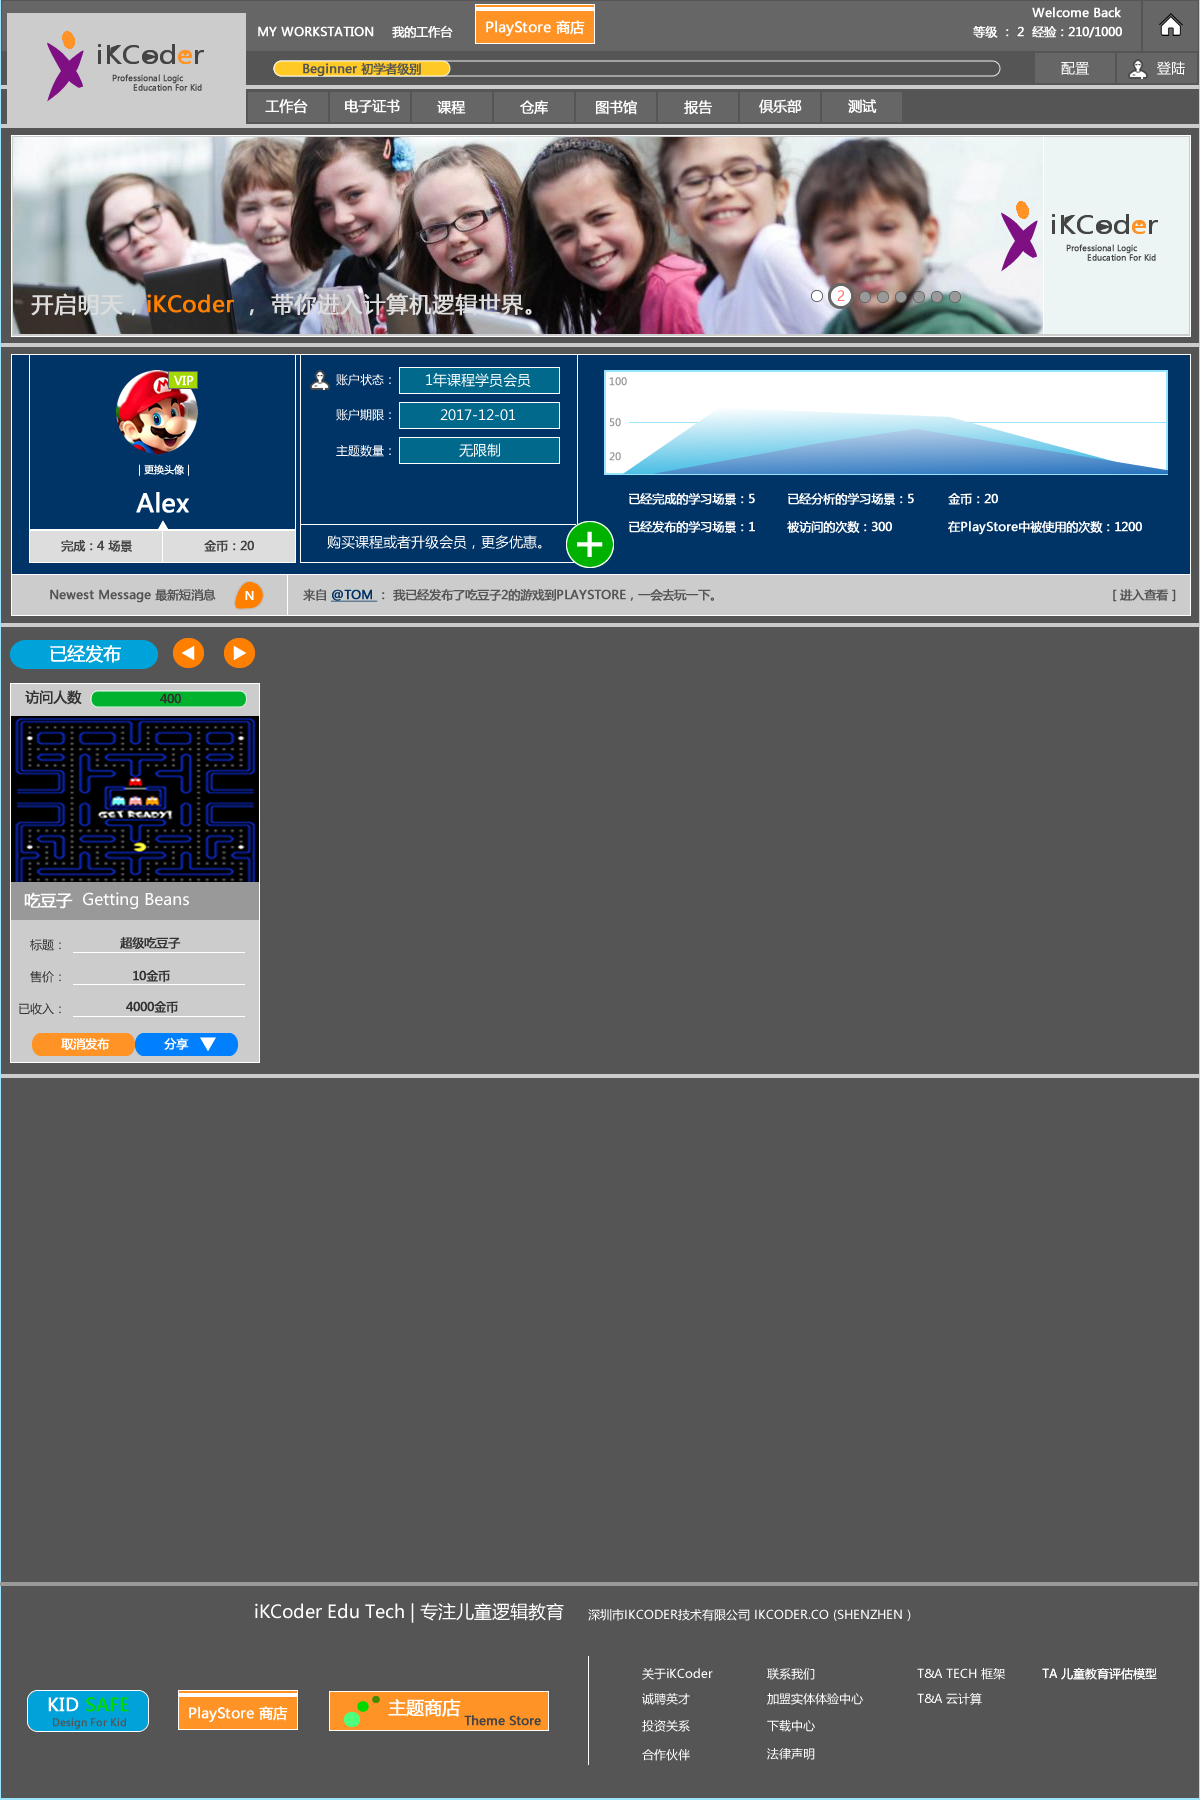 iKCoder
Professional Logic
Education For Kid
MY WORKSTATION 我的工作台
PlayStore 商店
Welcome Back
等级 : 2 经验:210/1000
Beginner 初学者级别
配置
登陆
工作台
电子证书
课程
仓库
图书馆
报告
俱乐部
测试
iKCoder
Professional Logic
Education For Kid
开启明天,iKCoder , 带你进入计算机逻辑世界。
2
VIP
| 更换头像 |
Alex
完成:4 场景
金币:20
账户状态:
1年课程学员会员
账户期限:
2017-12-01
主题数量:
无限制
购买课程或者升级会员,更多优惠。
100
50
20
已经完成的学习场景:5
已经分析的学习场景:5
金币:20
已经发布的学习场景:1
被访问的次数:300
在PlayStore中被使用的次数:1200
Newest Message 最新短消息
N
来自 @TOM : 我已经发布了吃豆子2的游戏到PLAYSTORE,一会去玩一下。
[ 进入查看 ]
已经发布
访问人数
400
GET READY!
吃豆子 Getting Beans
标题:
超级吃豆子
售价:
10金币
已收入:
4000金币
取消发布
分享
iKCoder Edu Tech | 专注儿童逻辑教育
深圳市IKCODER技术有限公司 IKCODER.CO (SHENZHEN )
KID SAFE
Design For Kid
PlayStore 商店
主题商店
Theme Store
关于iKCoder
联系我们
T&A TECH 框架
TA 儿童教育评估模型
诚聘英才
加盟实体体验中心
T&A 云计算
投资关系
下载中心
合作伙伴
法律声明